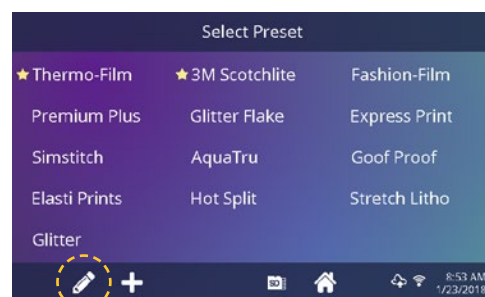 Select Preset
Thermo-Film 3M Scotchlite Fashion-Film
Premium Plus Glitter Flake Express Print
Simstitch AquaTru Goof Proof
Elasti Prints Hot Split Stretch Litho
Glitter
SD 8:53 AM
1/23/2018